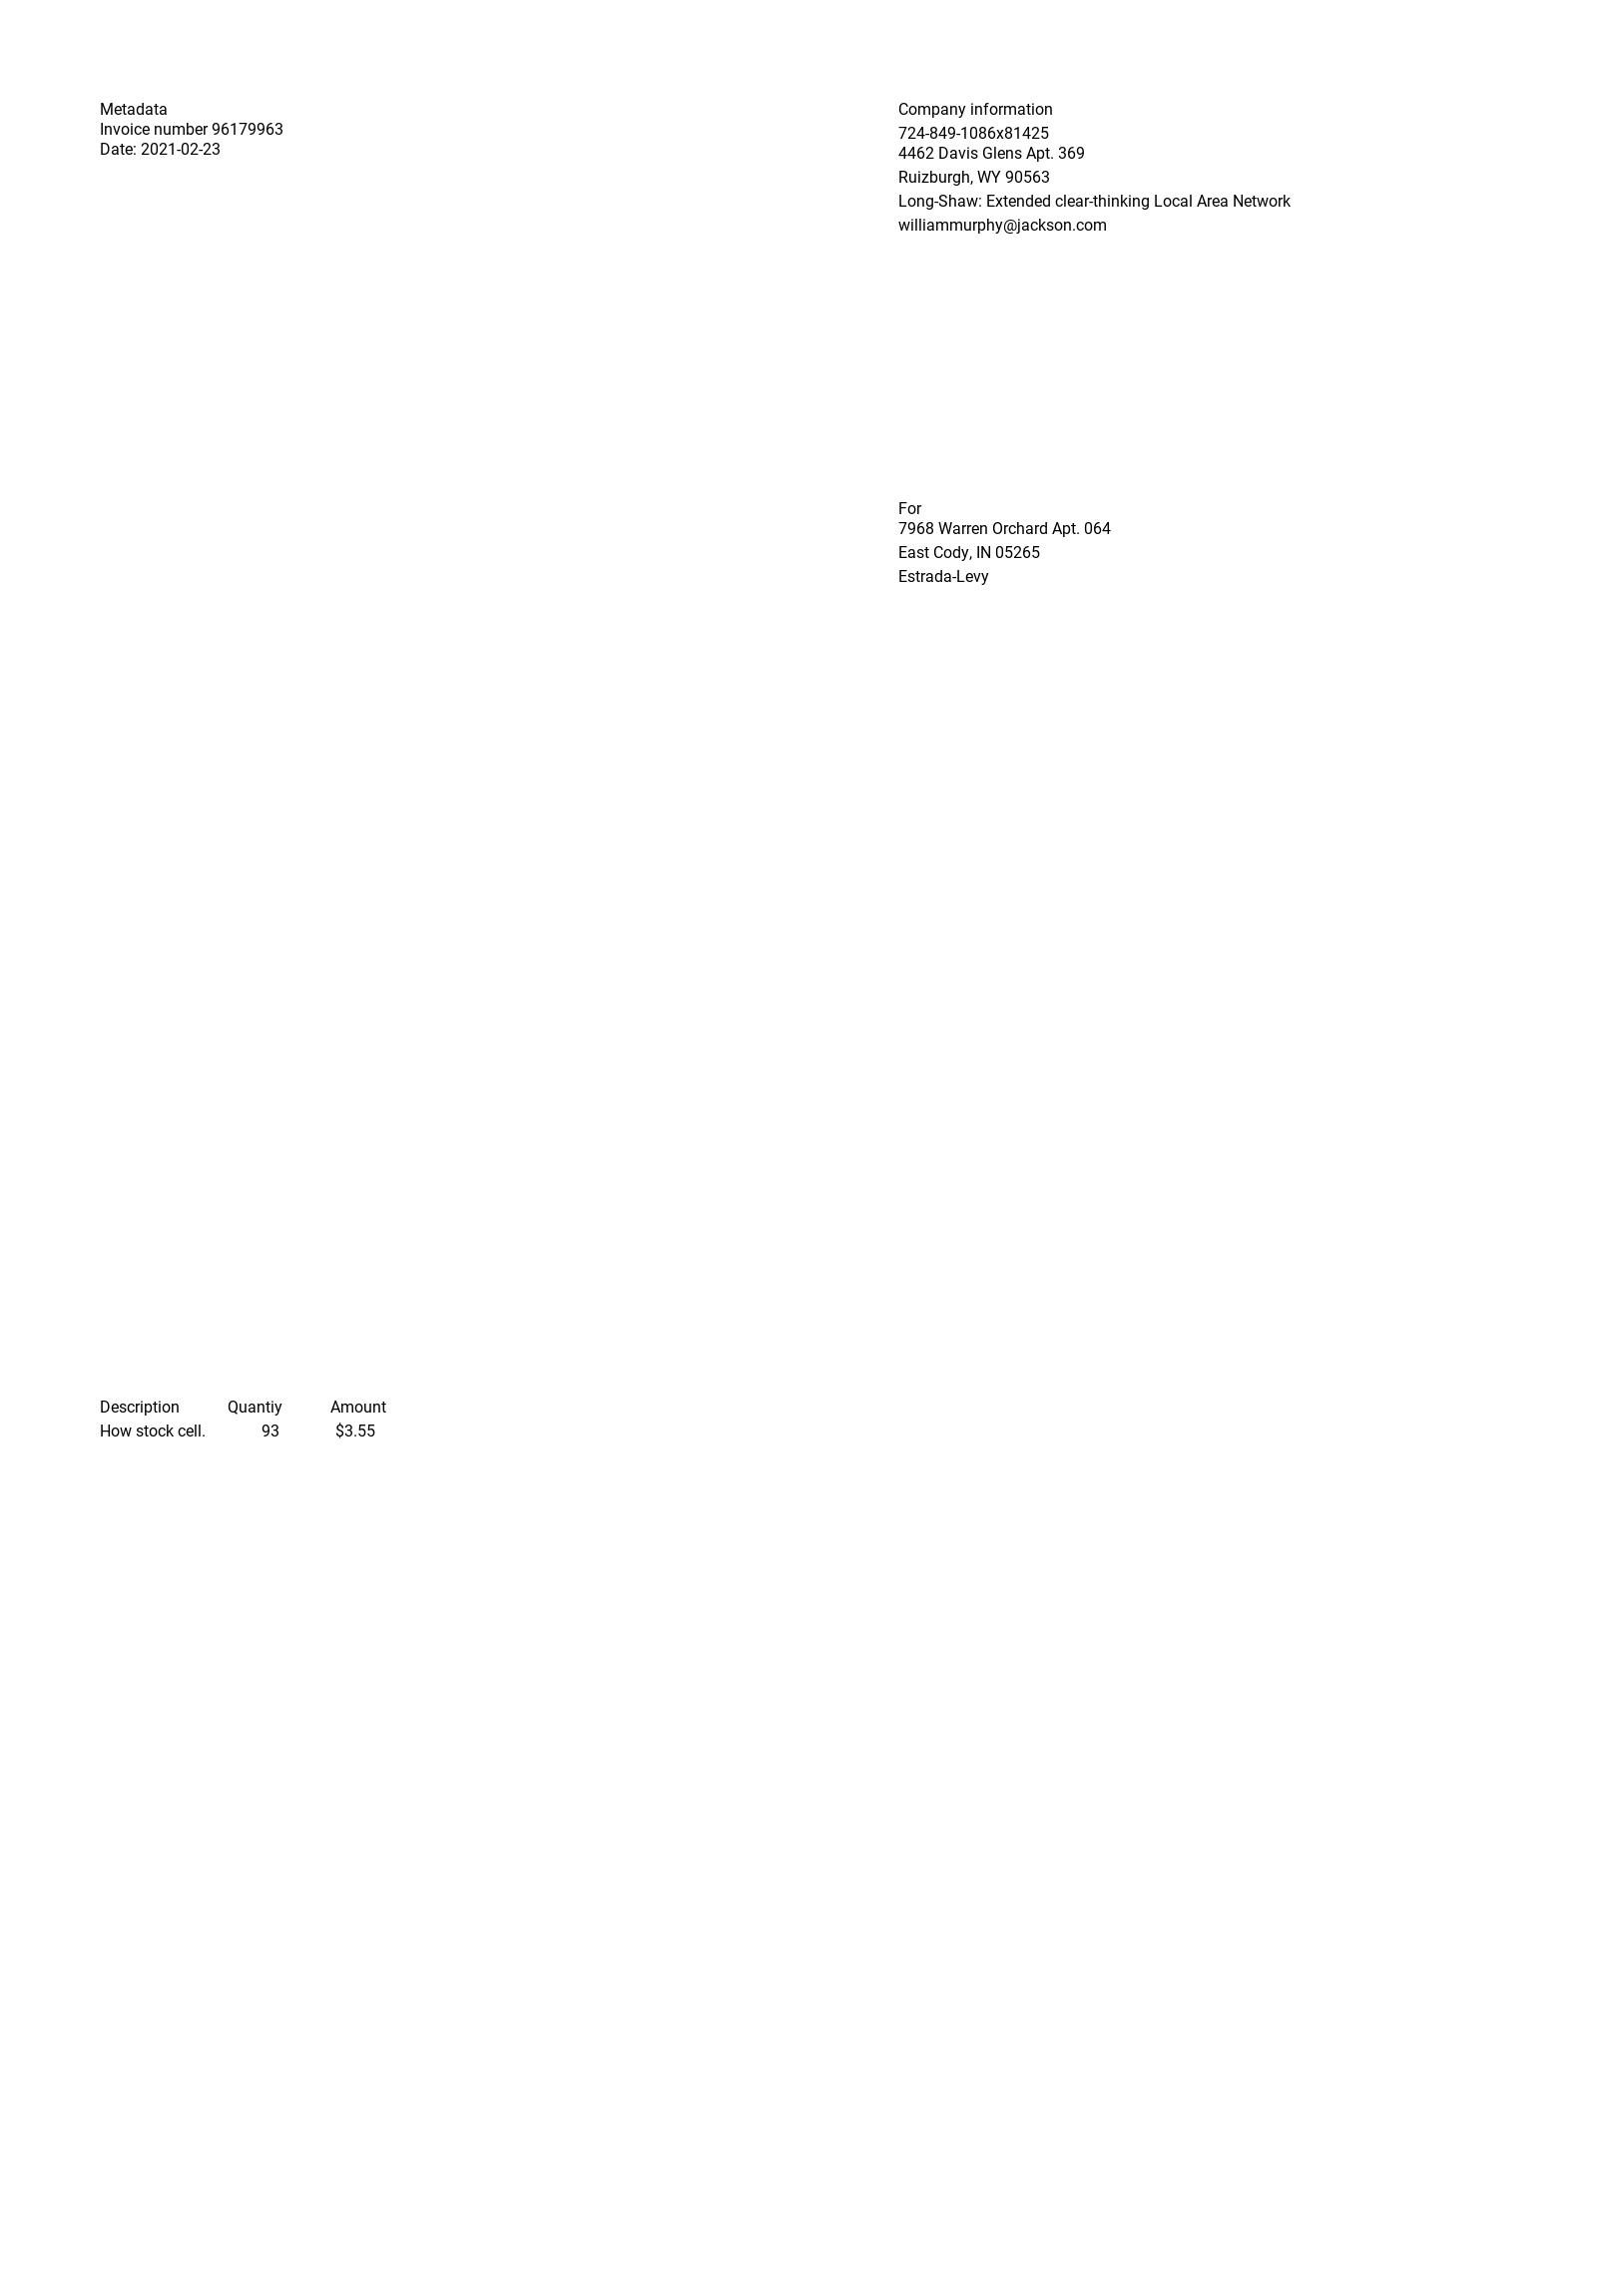 Metadata
Invoice number 96179963
Date: 2021-02-23
Company information
724-849-1086x81425
4462 Davis Glens Apt. 369
Ruizburgh, WY 90563
Long-Shaw: Extended clear-thinking Local Area Network
williammurphy@jackson.com
For
7968 Warren Orchard Apt. 064
East Cody, IN 05265
Estrada-Levy
Description Quantiy Amount
How stock cell. 93 $3.55